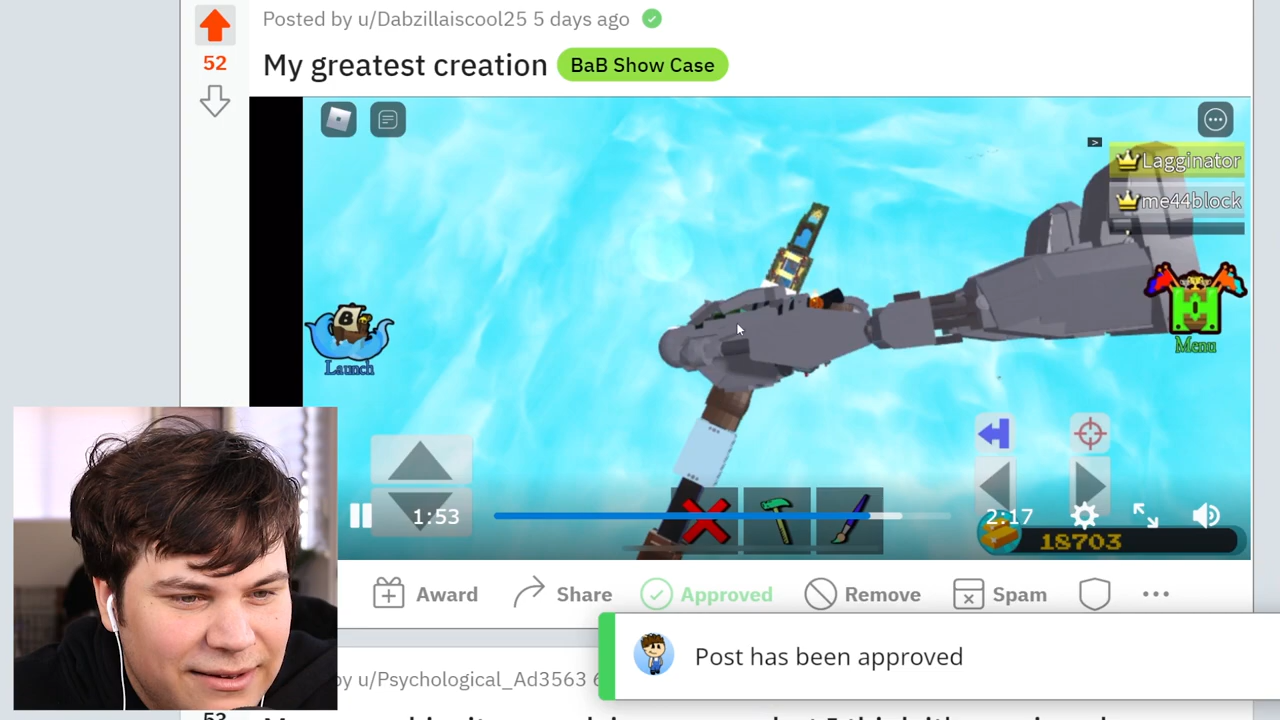 Posted by u/Dabzillaiscool25 5 days ago
52
My greatest creation
BaB Show Case
>
Lagginator
me44block
B
Launch
Menu
1:53
2:17
18703
Award
Share
Approved
Remove
Spam
Post has been approved
by u/Psychological_Ad3563